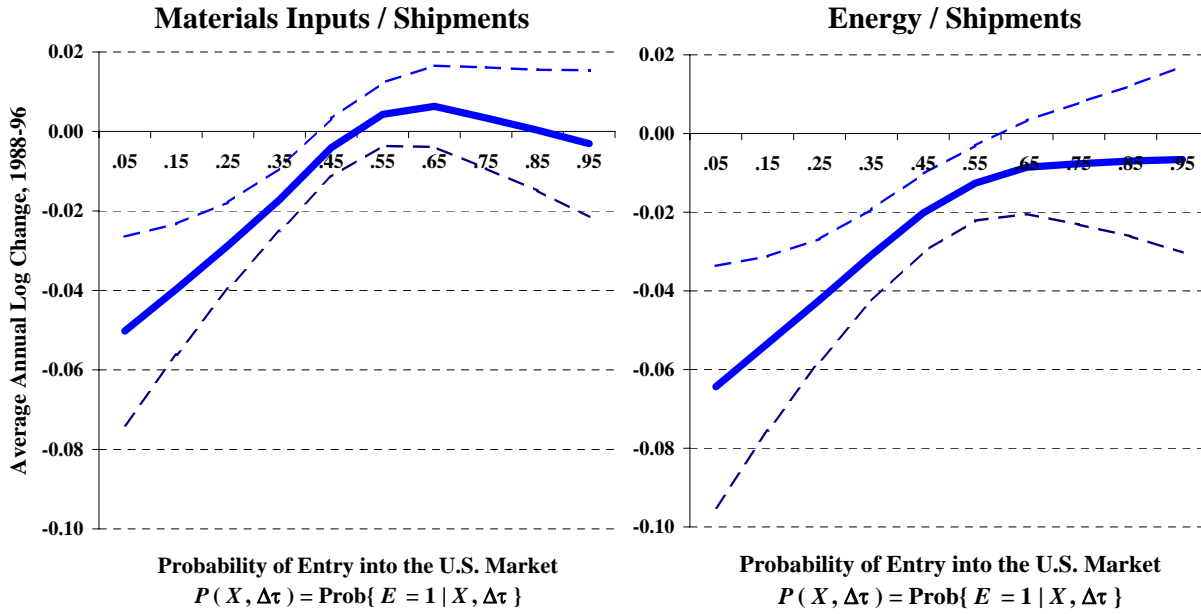 Materials Inputs / Shipments
Average Annual Log Change, 1988-96
0.02
0.00
-0.02
-0.04
-0.06
-0.08
-0.10
.05 .15 .25 .35 .45 .55 .65 .75 .85 .95
Probability of Entry into the U.S. Market
P ( X , Δτ ) = Prob{ E = 1 | X , Δτ }
Energy / Shipments
0.02
0.00
-0.02
-0.04
-0.06
-0.08
-0.10
.05 .15 .25 .35 .45 .55 .65 .75 .85 .95
Probability of Entry into the U.S. Market
P ( X , Δτ ) = Prob{ E = 1 | X , Δτ }